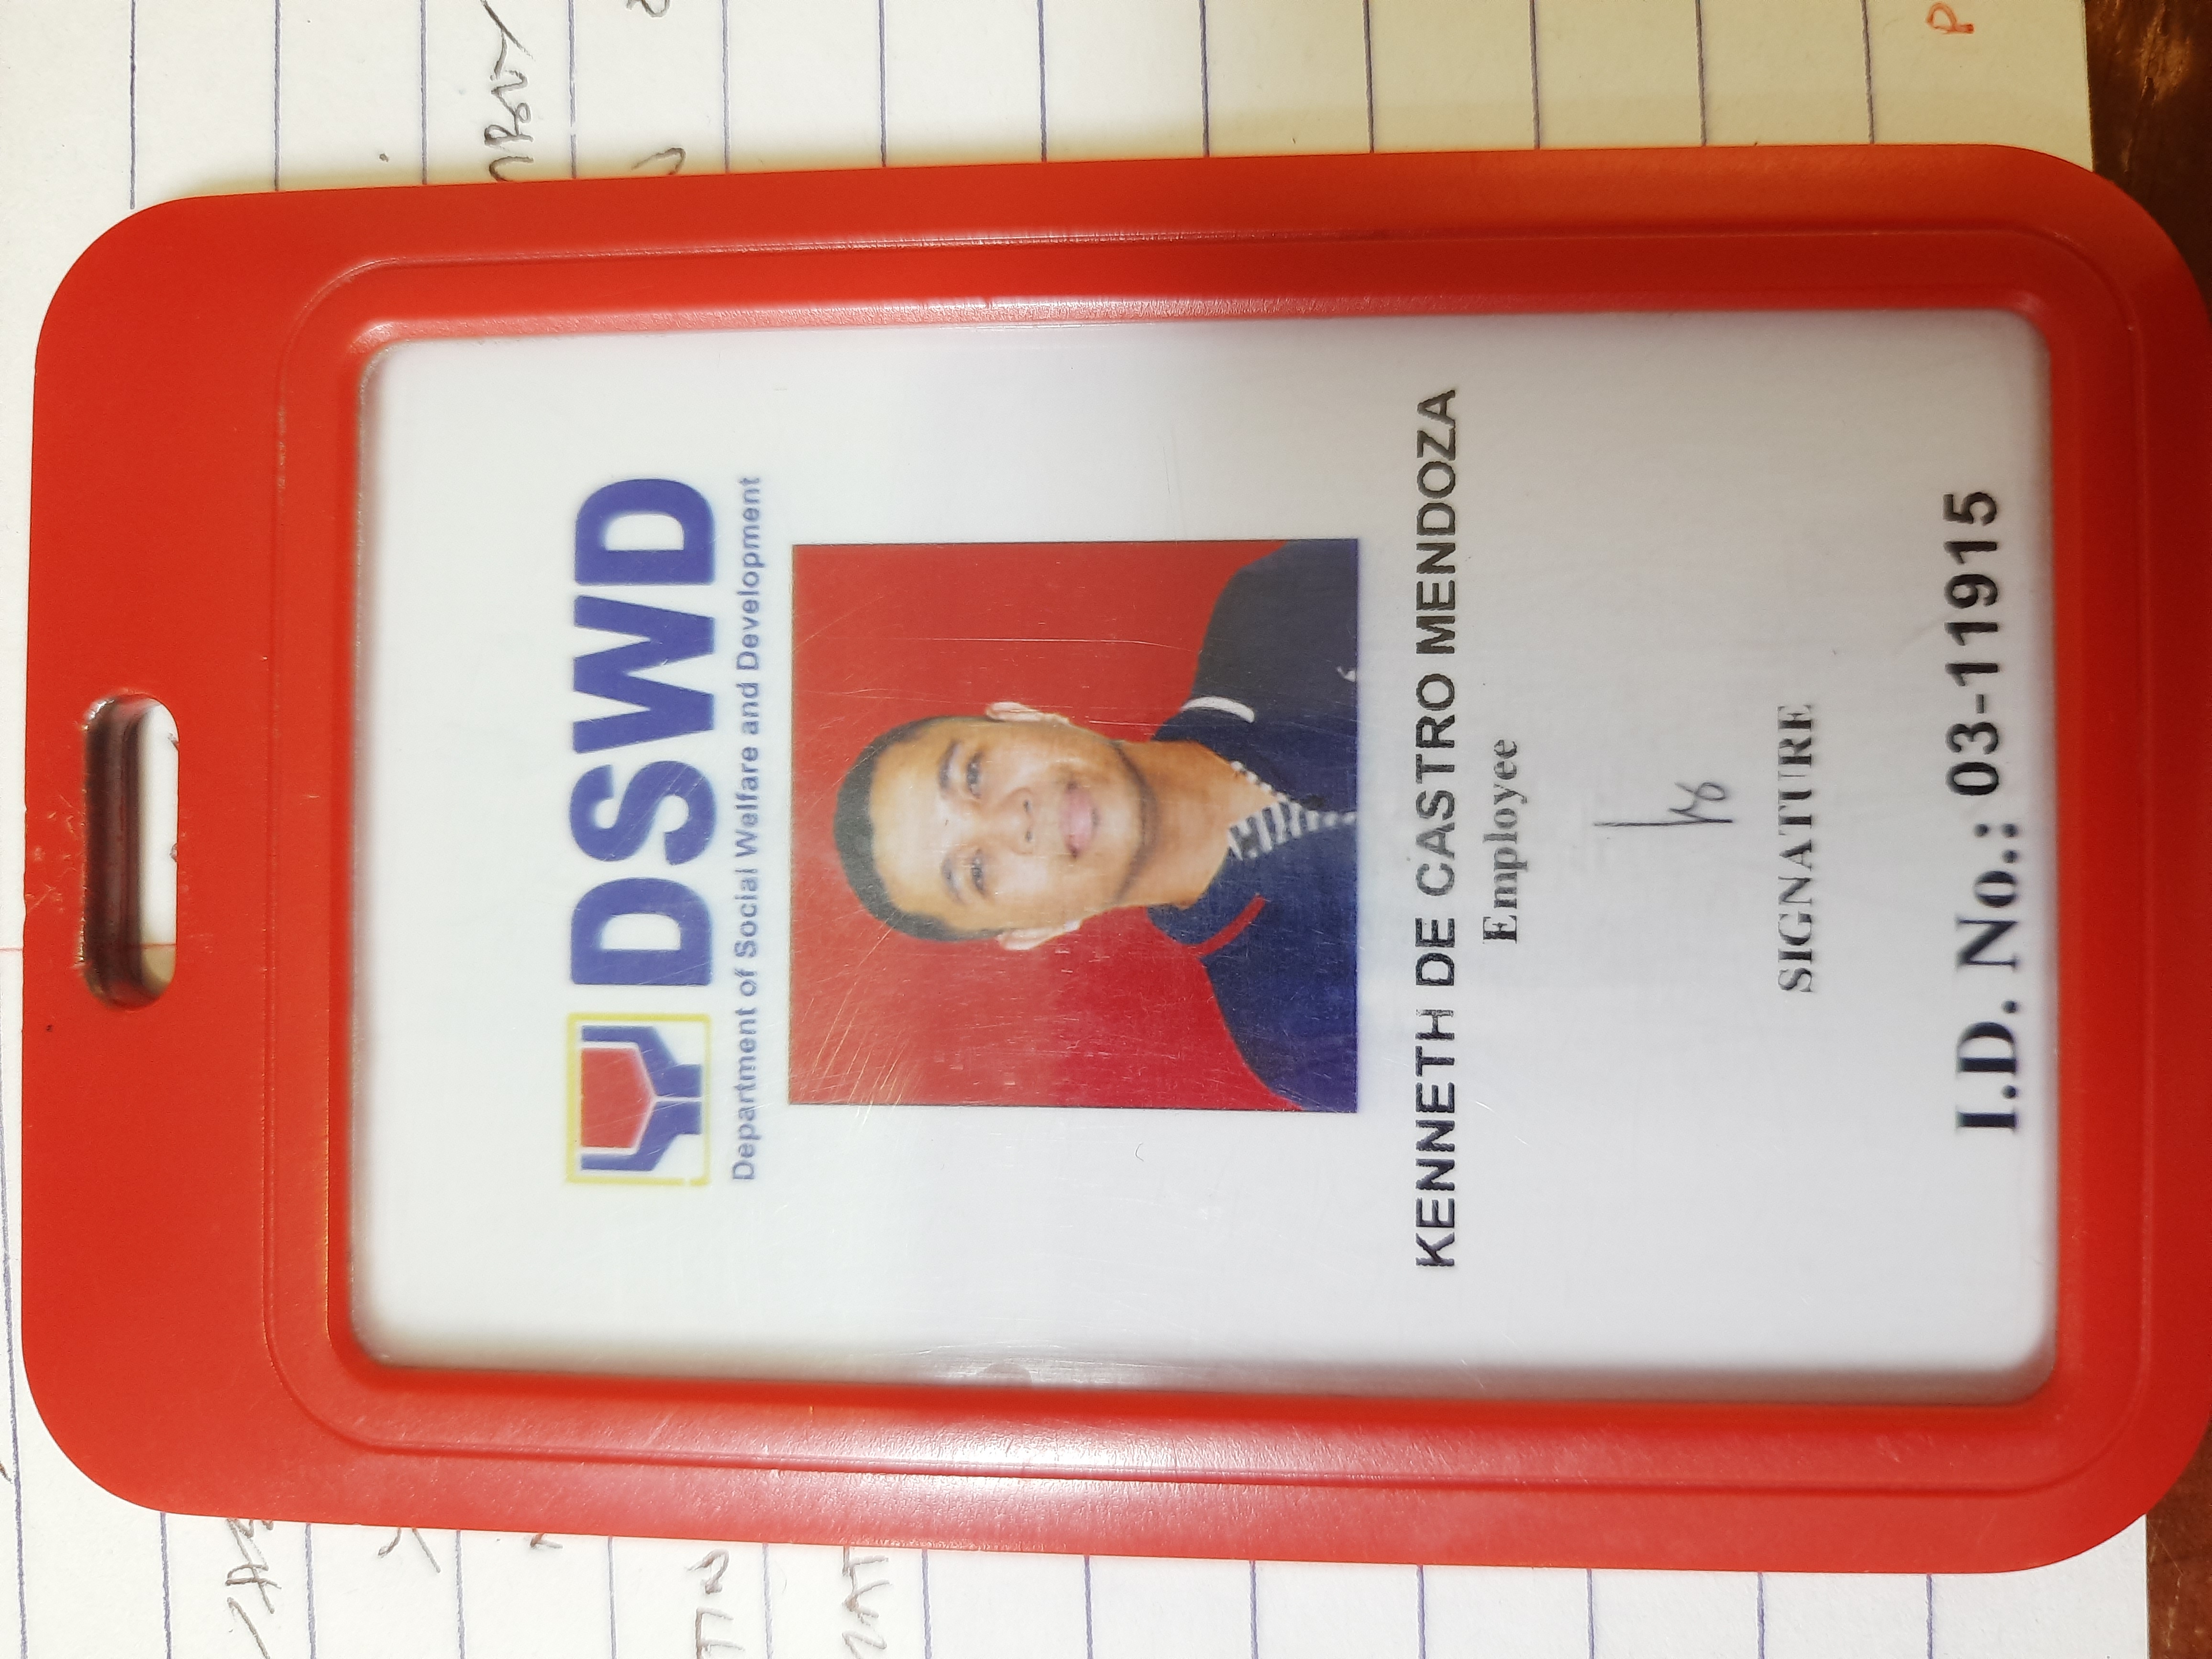 DSWD
Department of Social Welfare and Development
KENNETH DE CASTRO MENDOZA
Employee
SIGNATURE
I.D. No.: 03-11915